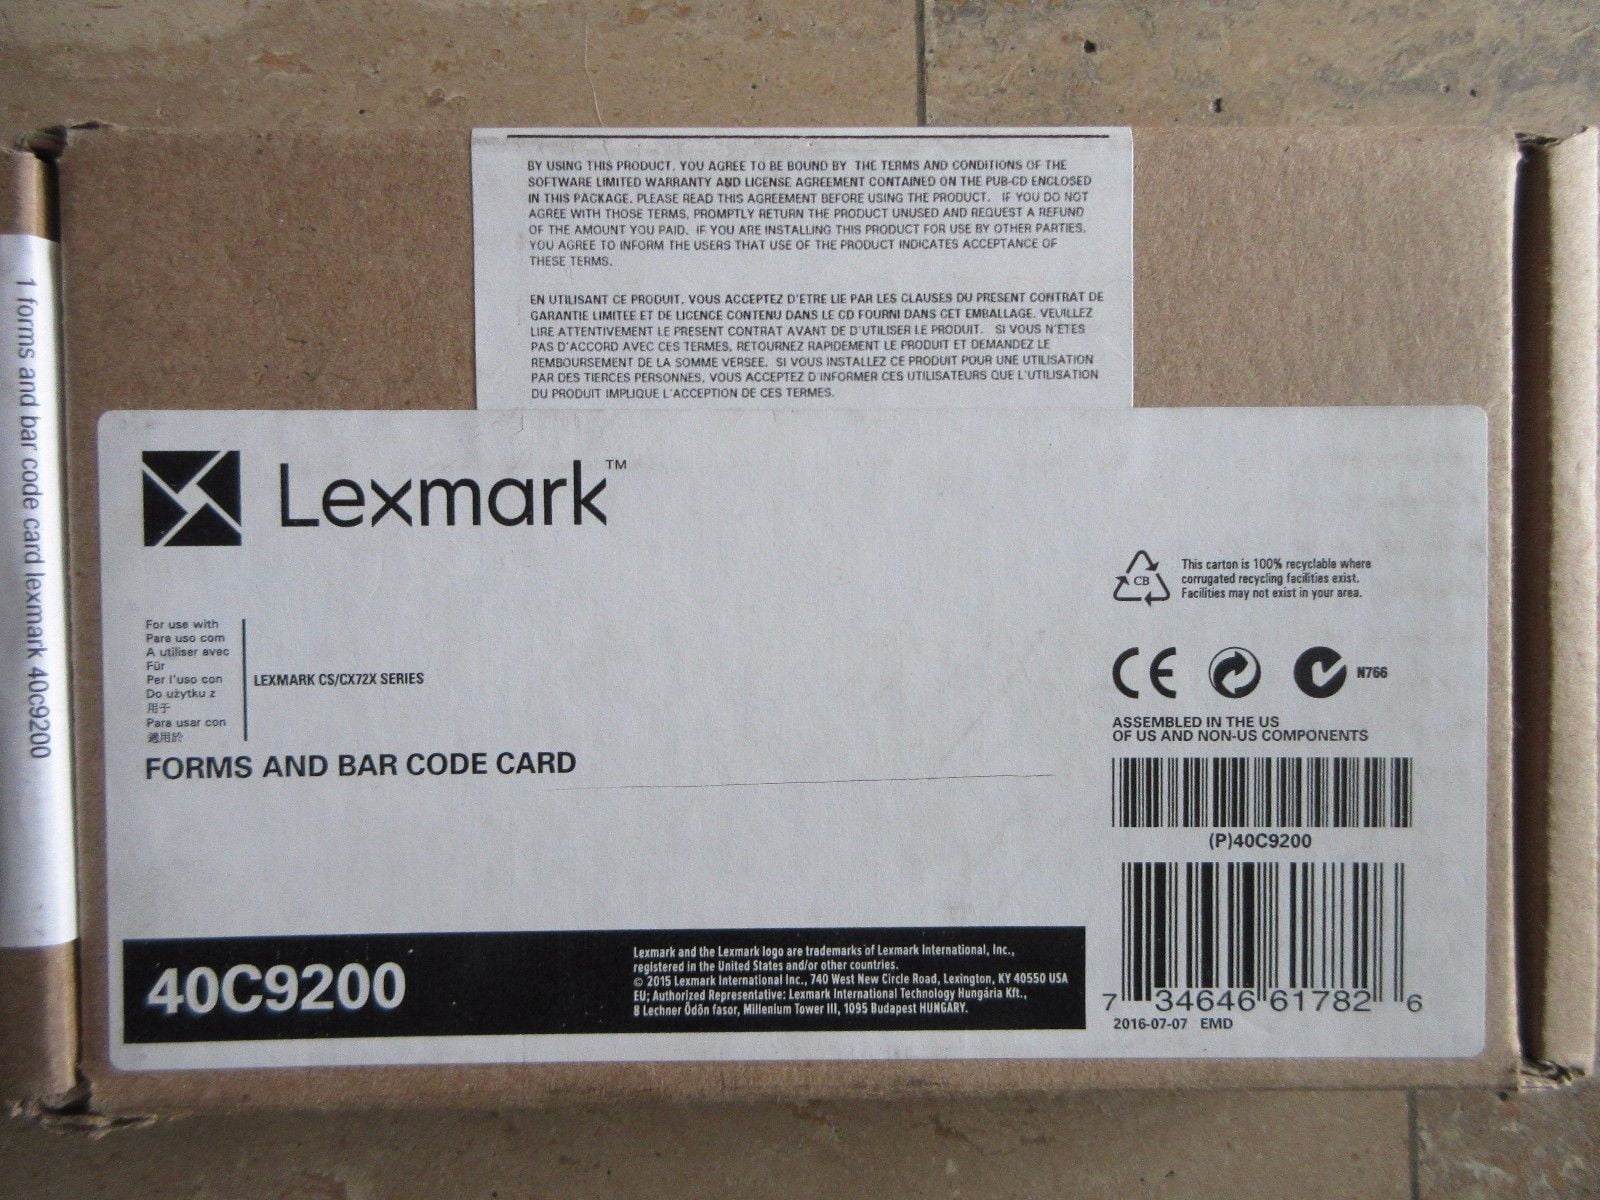 BY USING THIS PRODUCT, YOU AGREE TO BE BOUND BY THE TERMS AND CONDITIONS OF THE
SOFTWARE LIMITED WARRANTY AND LICENSE AGREEMENT CONTAINED ON THE PUB-CD ENCLOSED
IN THIS PACKAGE. PLEASE READ THIS AGREEMENT BEFORE USING THE PRODUCT. IF YOU DO NOT
AGREE WITH THOSE TERMS, PROMPTLY RETURN THE PRODUCT UNUSED AND REQUEST A REFUND
OF THE AMOUNT YOU PAID. IF YOU ARE INSTALLING THIS PRODUCT FOR USE BY OTHER PARTIES,
YOU AGREE TO INFORM THE USERS THAT USE OF THE PRODUCT INDICATES ACCEPTANCE OF
THESE TERMS.
EN UTILISANT CE PRODUIT, VOUS ACCEPTEZ D'ETRE LIE PAR LES CLAUSES DU PRESENT CONTRAT DE
GARANTIE LIMITEE ET DE LICENCE CONTENU DANS LE CD FOURNI DANS CET EMBALLAGE. VEUILLEZ
LIRE ATTENTIVEMENT LE PRESENT CONTRAT AVANT DE D'UTILISER LE PRODUIT. SI VOUS N'ETES
PAS D'ACCORD AVEC CES TERMES, RETOURNEZ RAPIDEMENT LE PRODUIT ET DEMANDEZ LE
REMBOURSEMENT DE LA SOMME VERSEE. SI VOUS INSTALLEZ CE PRODUIT POUR UNE UTILISATION
PAR DES TIERCES PERSONNES, VOUS ACCEPTEZ D'INFORMER CES UTILISATEURS QUE L'UTILISATION
DU PRODUIT IMPLIQUE L'ACCEPTION DE CES TERMES.
1 forms and bar code card lexmark 40c9200
Lexmark™
CB
This carton is 100% recyclable where
corrugated recycling facilities exist.
Facilities may not exist in your area.
For use with
Para uso com
A utiliser avec
Für
Per l'uso con
Do użytku z
用于
Para usar con
適用於
LEXMARK CS/CX72X SERIES
FORMS AND BAR CODE CARD
CE
N766
ASSEMBLED IN THE US
OF US AND NON-US COMPONENTS
(P)40C9200
40C9200
Lexmark and the Lexmark logo are trademarks of Lexmark International, Inc.,
registered in the United States and/or other countries.
© 2015 Lexmark International Inc., 740 West New Circle Road, Lexington, KY 40550 USA
EU; Authorized Representative: Lexmark International Technology Hungária Kft.,
8 Lechner Ödön fasor, Millenium Tower III, 1095 Budapest HUNGARY.
7 34646 61782 6
2016-07-07 EMD